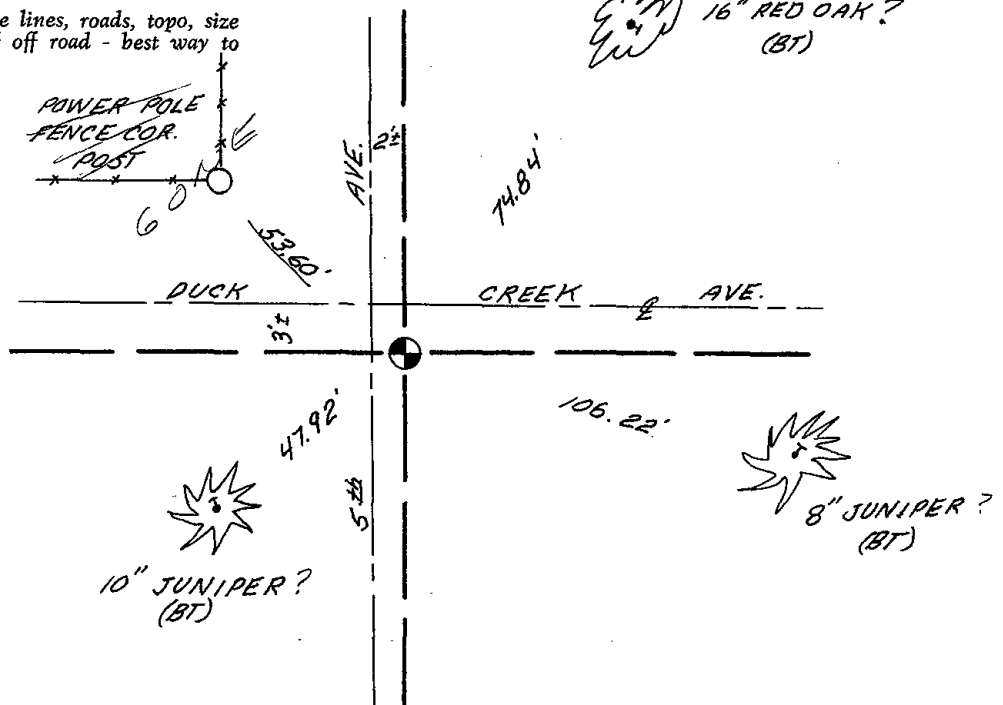 e lines, roads, topo, size
off road - best way to
16" RED OAK ?
(BT)
POWER POLE
FENCE COR.
POST
2'±
AVE.
74.84'
53.60'
DUCK CREEK ℄ AVE.
3'±
47.92'
106.22'
5th
8" JUNIPER ?
(BT)
10" JUNIPER ?
(BT)